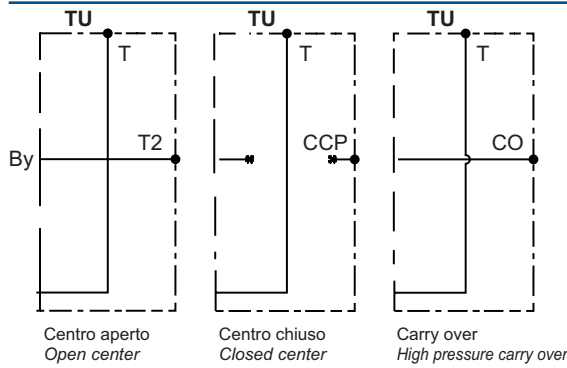 TU TU TU
T T T
By T2 CCP CO
Centro aperto Centro chiuso Carry over
Open center Closed center High pressure carry over